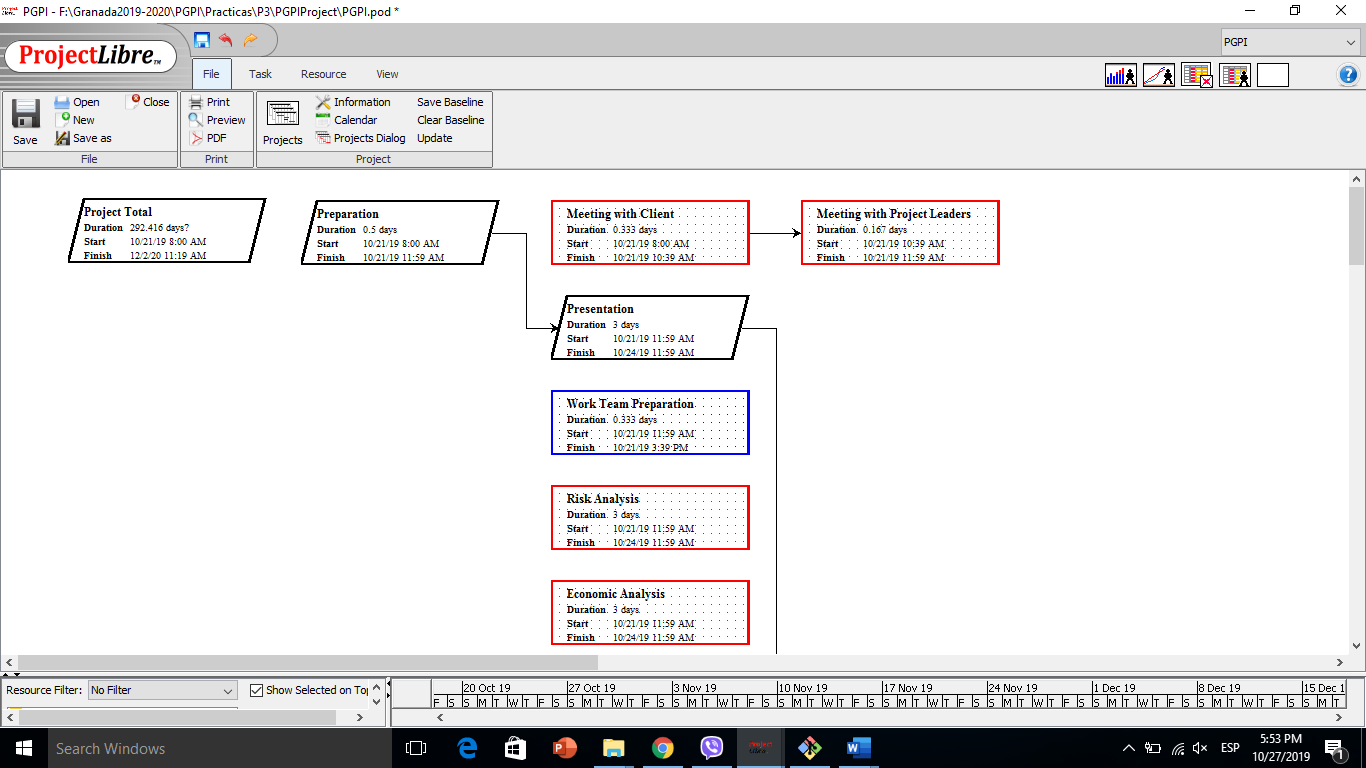 PGPI - F:\Granada2019-2020\PGPI\Practicas\P3\PGPIProject\PGPI.pod *
ProjectLibre™
PGPI
File Task Resource View
Save
Open
New
Save as
Close
File
Print
Preview
PDF
Print
Projects
Information
Calendar
Projects Dialog
Save Baseline
Clear Baseline
Update
Project
Project Total
Duration 292.416 days?
Start 10/21/19 8:00 AM
Finish 12/2/20 11:19 AM
Preparation
Duration 0.5 days
Start 10/21/19 8:00 AM
Finish 10/21/19 11:59 AM
Meeting with Client
Duration 0.333 days
Start 10/21/19 8:00 AM
Finish 10/21/19 10:39 AM
Meeting with Project Leaders
Duration 0.167 days
Start 10/21/19 10:39 AM
Finish 10/21/19 11:59 AM
Presentation
Duration 3 days
Start 10/21/19 11:59 AM
Finish 10/24/19 11:59 AM
Work Team Preparation
Duration 0.333 days
Start 10/21/19 11:59 AM
Finish 10/21/19 3:39 PM
Risk Analysis
Duration 3 days
Start 10/21/19 11:59 AM
Finish 10/24/19 11:59 AM
Economic Analysis
Duration 3 days
Start 10/21/19 11:59 AM
Finish 10/24/19 11:59 AM
Resource Filter: No Filter Show Selected on Top
20 Oct 19 27 Oct 19 3 Nov 19 10 Nov 19 17 Nov 19 24 Nov 19 1 Dec 19 8 Dec 19 15 Dec 1
F S S M T W T F S S M T W T F S S M T W T F S S M T W T F S S M T W T F S S M T W T F S S M T W T F S S M T W T F S S M T
Search Windows
ESP
5:53 PM
10/27/2019
1